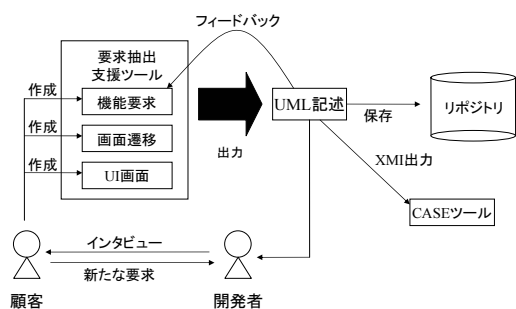 フィードバック
要求抽出
支援ツール
作成
機能要求
UML記述
保存
リポジトリ
作成
画面遷移
出力
XMI出力
作成
UI画面
CASEツール
インタビュー
新たな要求
顧客
開発者